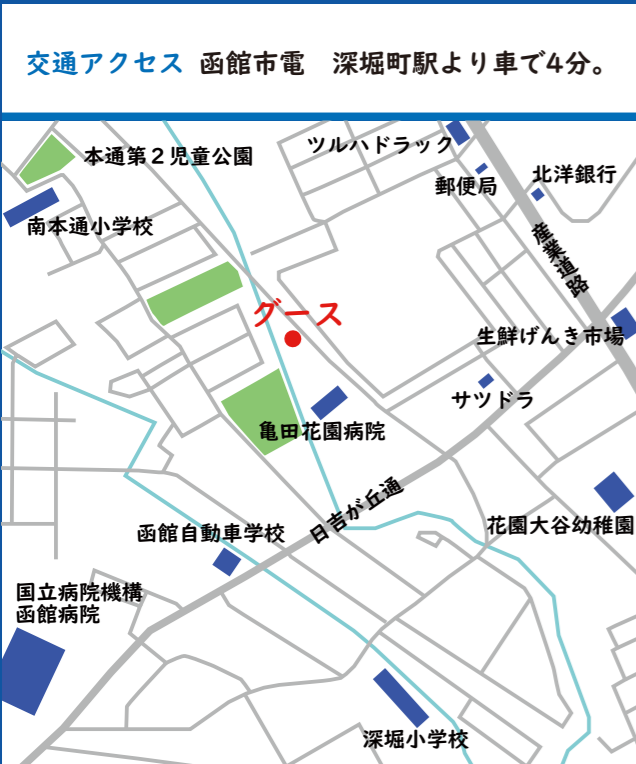 交通アクセス 函館市電　深堀町駅より車で4分。
ツルハドラック
本通第２児童公園
北洋銀行
郵便局
南本通小学校
産業道路
グース
生鮮げんき市場
サツドラ
亀田花園病院
日吉が丘通
花園大谷幼稚園
函館自動車学校
国立病院機構
函館病院
深堀小学校